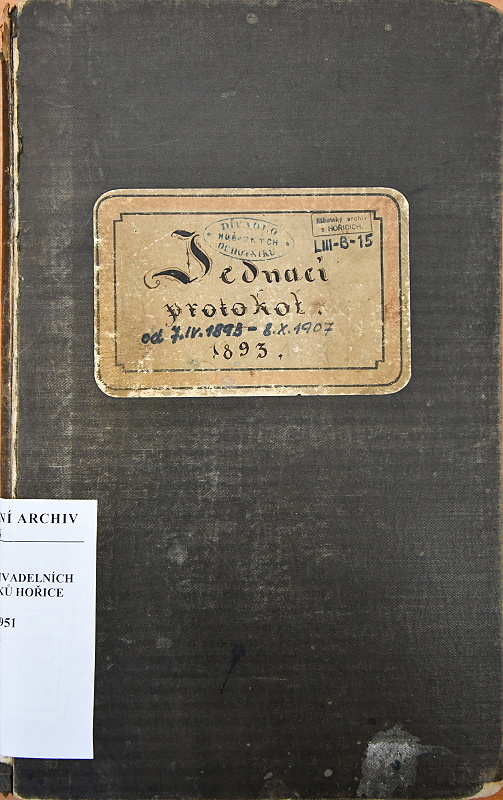 DIVADLO
HOŘICKÝCH
OCHOTNÍKŮ
Městský archiv
v HOŘICÍCH.
LIII-B-15
Jednací
protokol.
od 7.IV.1893 - 8.X.1907
1893.
NÍ ARCHIV
IVADELNÍCH
KŮ HOŘICE
951